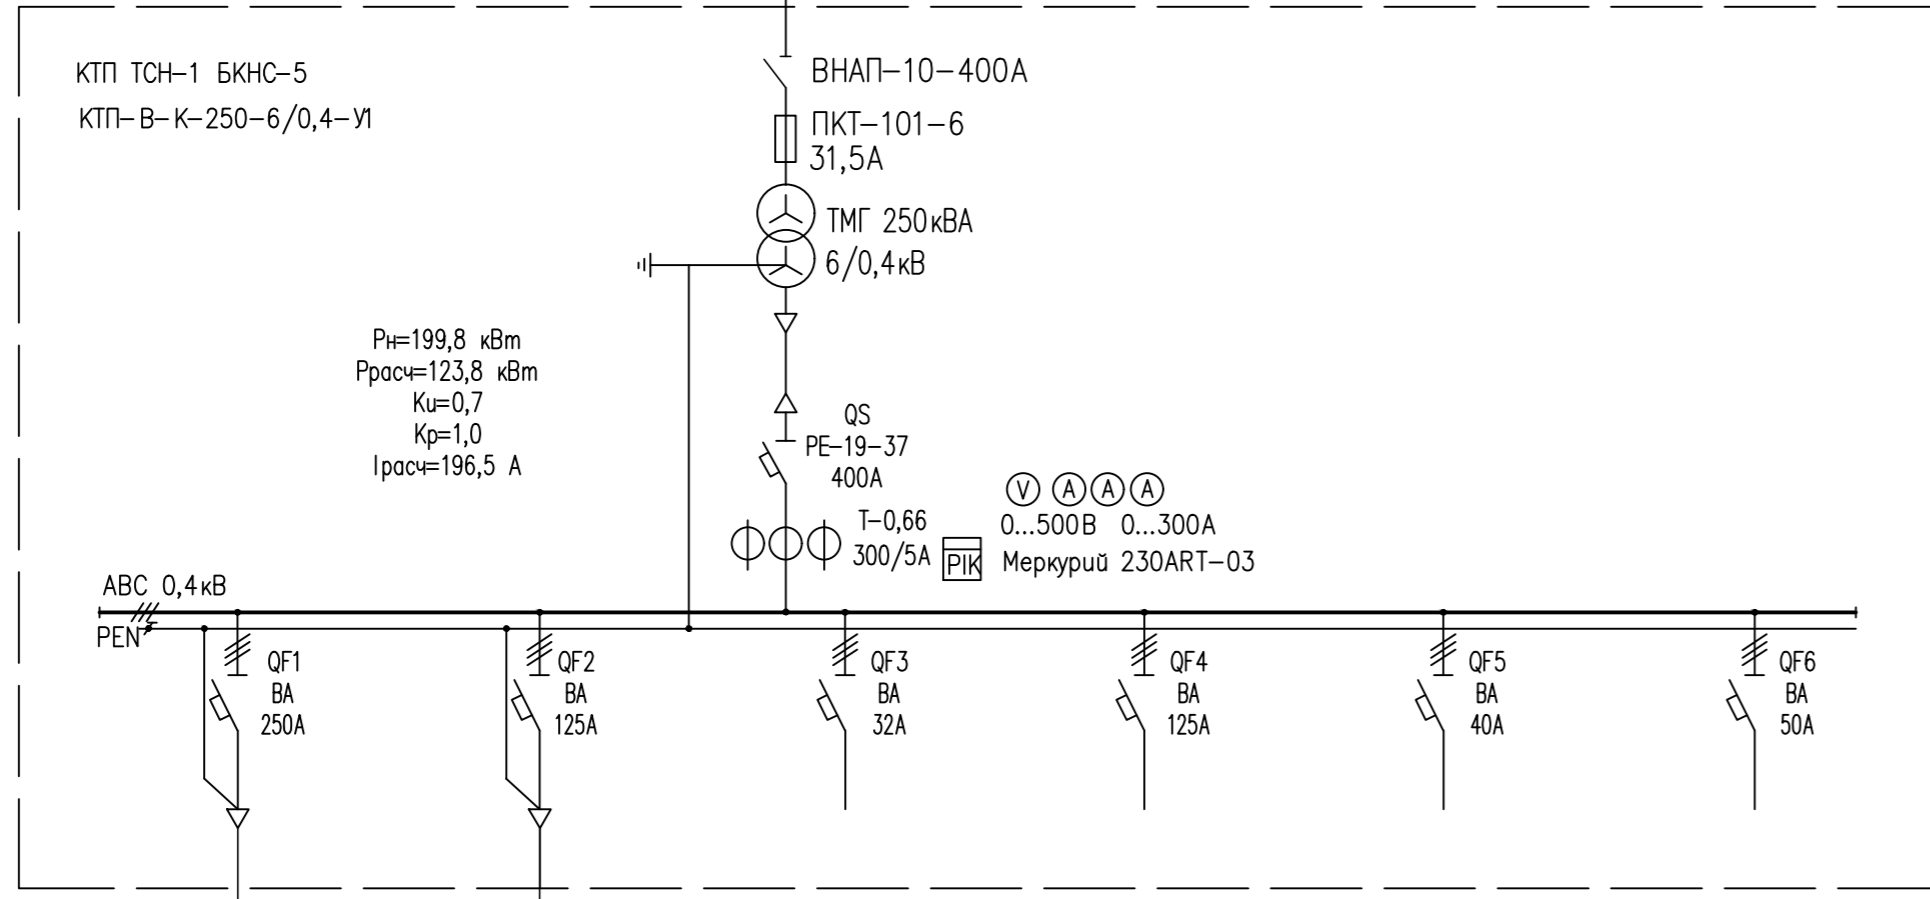 КТП ТСН-1 БКНС-5
КТП-В-К-250-6/0,4-У1
ВНАП-10-400А
ПКТ-101-6
31,5А
ТМГ 250кВА
6/0,4кВ
Рн=199,8 кВт
Ррасч=123,8 кВт
Ки=0,7
Кр=1,0
Iрасч=196,5 А
QS
РЕ-19-37
400А
Т-0,66
300/5А
V А А А
0...500В 0...300А
PIK
Меркурий 230ART-03
АВС 0,4кВ
PEN
QF1
ВА
250А
QF2
ВА
125А
QF3
ВА
32А
QF4
ВА
125А
QF5
ВА
40А
QF6
ВА
50А